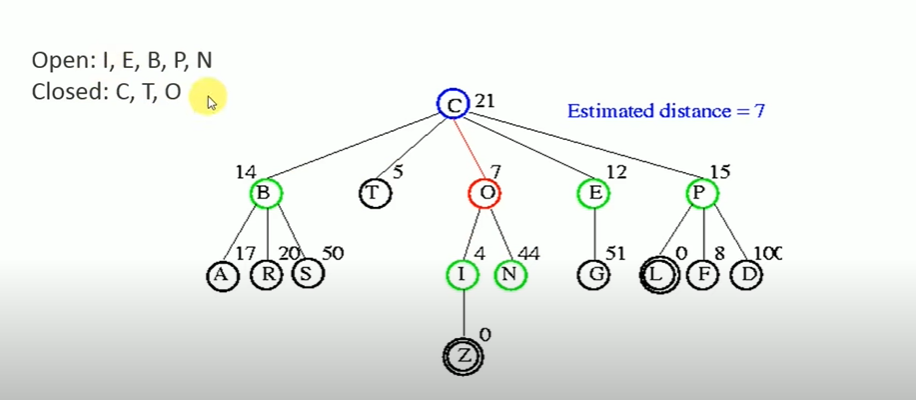 Open: I, E, B, P, N
Closed: C, T, O
C 21
Estimated distance = 7
14 5 7 12 15
B T O E P
17 20 50 4 44 51 0 8 100
A R S I N G L F D
0
Z